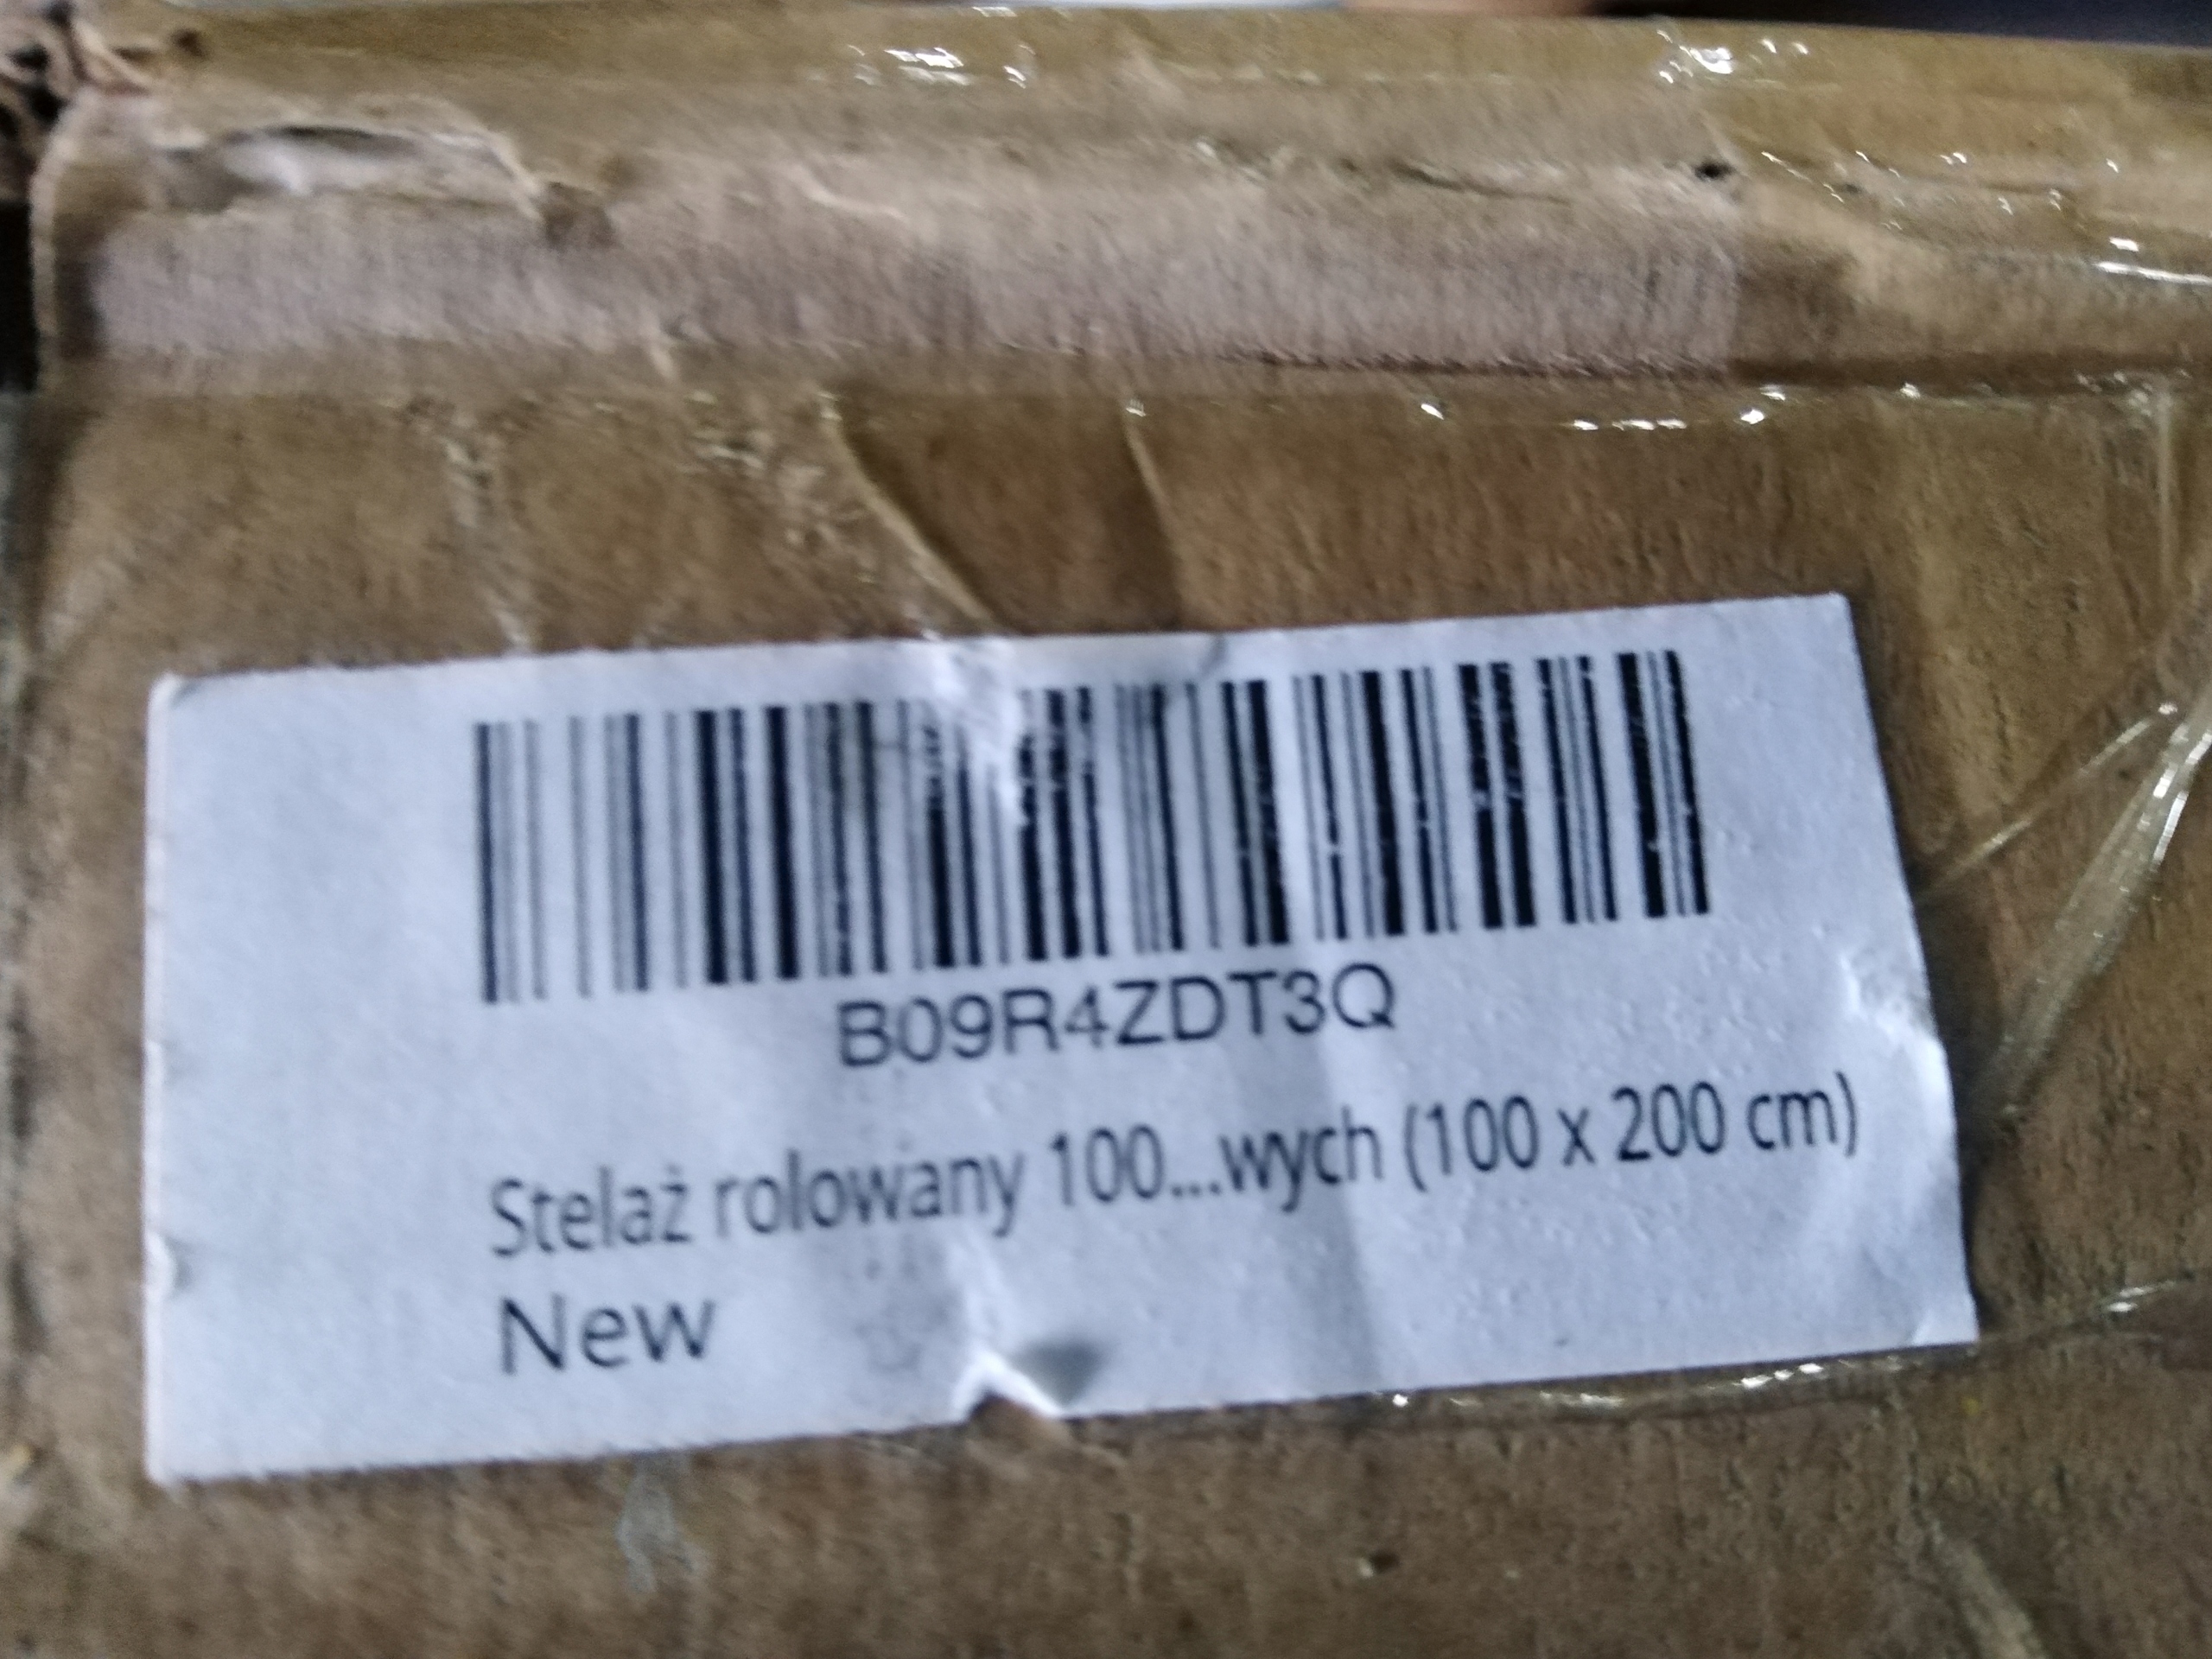 B09R4ZDT3Q
Stelaż rolowany 100...wych (100 x 200 cm)
New